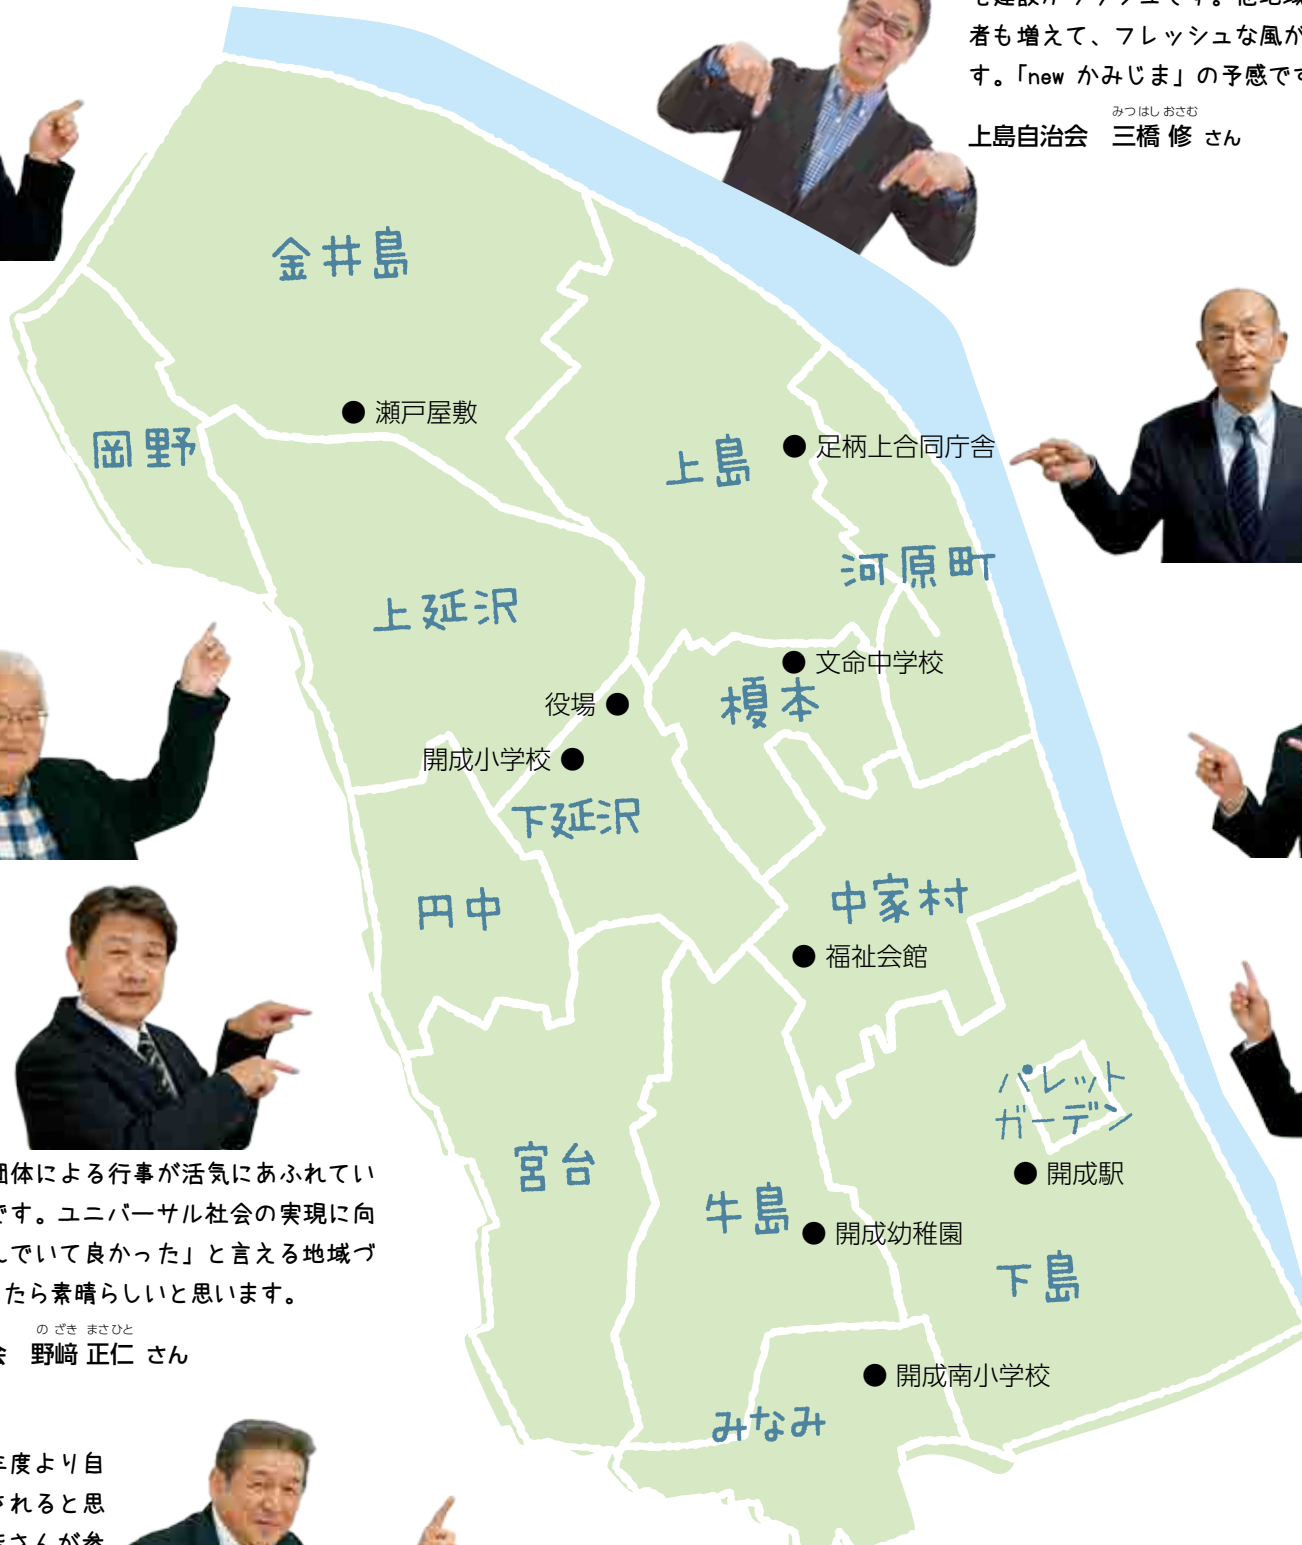 者も増えて、フレッシュな風が
す。「new かみじま」の予感です
みつはし おさむ
上島自治会 三橋 修 さん
金井島
瀬戸屋敷
岡野
上島
足柄上合同庁舎
河原町
上延沢
文命中学校
榎本
役場
開成小学校
下延沢
円中
中家村
福祉会館
パレット
ガーデン
開成駅
宮台
牛島
開成幼稚園
下島
開成南小学校
みなみ
団体による行事が活気にあふれてい
です。ユニバーサル社会の実現に向
んでいて良かった」と言える地域づ
たら素晴らしいと思います。
のざき まさひと
会 野﨑 正仁 さん
年度より自
されると思
皆さんが参